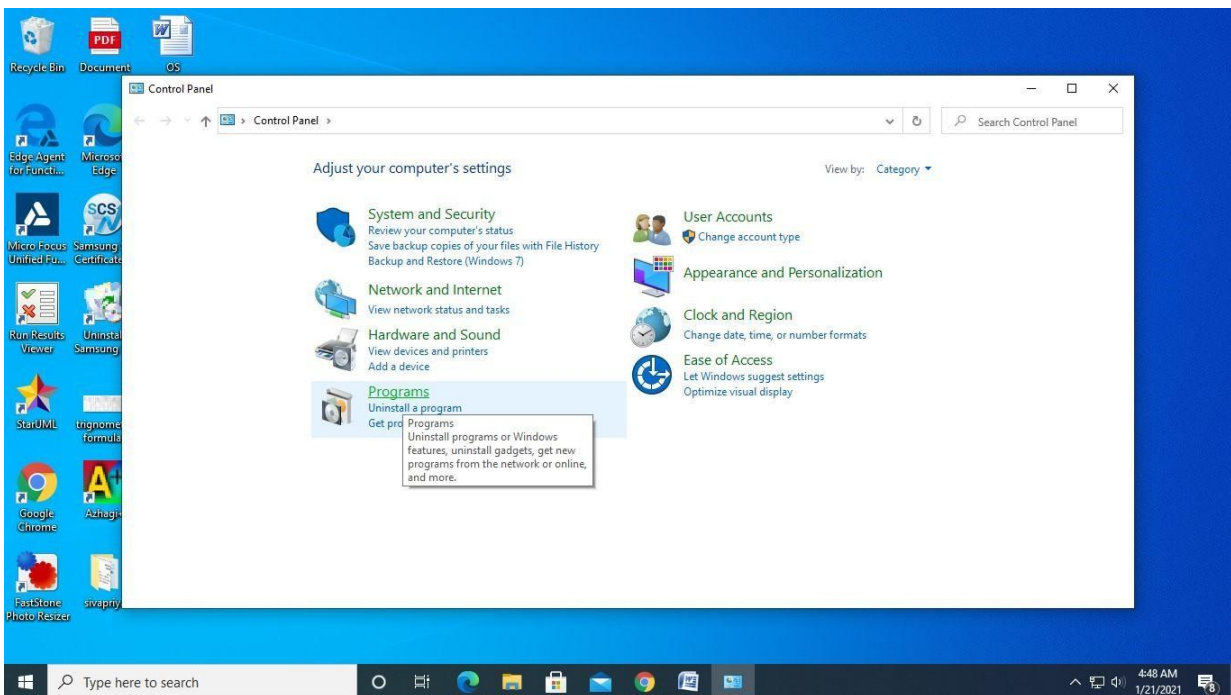 Recycle Bin
PDF
Document
OS
Edge Agent
for Functi...
Microsof
Edge
Micro Focus
Unified Fu...
SCS
Samsung
Certificate
Run Results
Viewer
Uninstal
Samsung
StarUML
trignomet
formula
Google
Chrome
Azhagi+
FastStone
Photo Resizer
sivapriy
Control Panel
Control Panel
Search Control Panel
Adjust your computer's settings
View by: Category
System and Security
Review your computer's status
Save backup copies of your files with File History
Backup and Restore (Windows 7)
Network and Internet
View network status and tasks
Hardware and Sound
View devices and printers
Add a device
Programs
Uninstall a program
Get pro
Programs
Uninstall programs or Windows
features, uninstall gadgets, get new
programs from the network or online,
and more.
User Accounts
Change account type
Appearance and Personalization
Clock and Region
Change date, time, or number formats
Ease of Access
Let Windows suggest settings
Optimize visual display
Type here to search
4:48 AM
1/21/2021